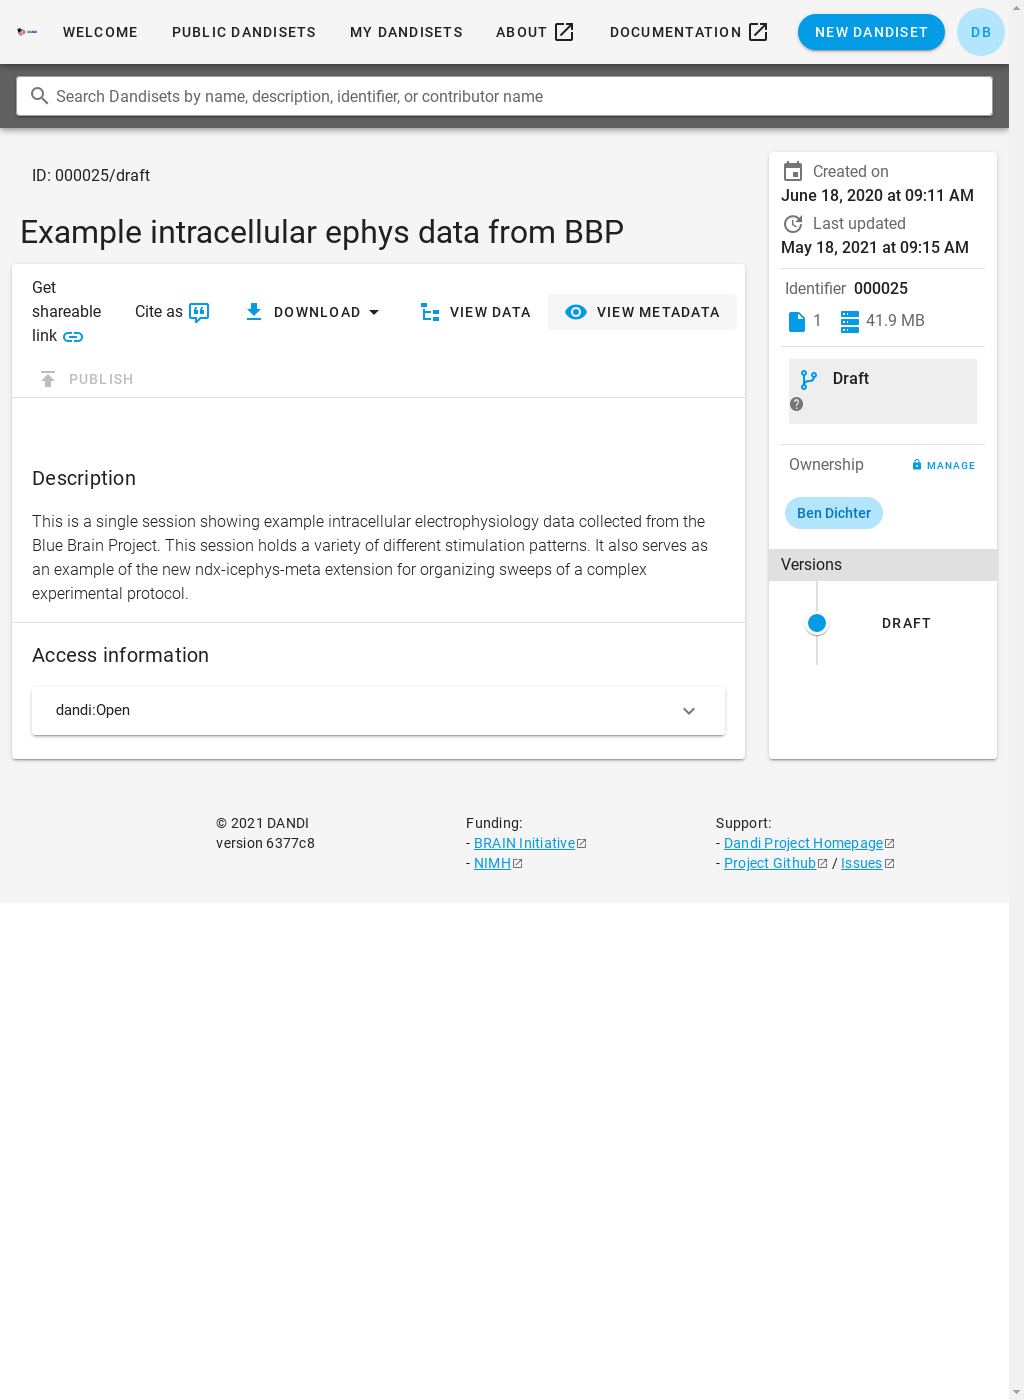 WELCOME PUBLIC DANDISETS MY DANDISETS ABOUT DOCUMENTATION NEW DANDISET DB
Search Dandisets by name, description, identifier, or contributor name
ID: 000025/draft
Example intracellular ephys data from BBP
Get
shareable
link
Cite as
DOWNLOAD
VIEW DATA
VIEW METADATA
PUBLISH
Description
This is a single session showing example intracellular electrophysiology data collected from the
Blue Brain Project. This session holds a variety of different stimulation patterns. It also serves as
an example of the new ndx-icephys-meta extension for organizing sweeps of a complex
experimental protocol.
Access information
dandi:Open
Created on
June 18, 2020 at 09:11 AM
Last updated
May 18, 2021 at 09:15 AM
Identifier 000025
1 41.9 MB
Draft
Ownership MANAGE
Ben Dichter
Versions
DRAFT
© 2021 DANDI
version 6377c8
Funding:
- BRAIN Initiative
- NIMH
Support:
- Dandi Project Homepage
- Project Github / Issues